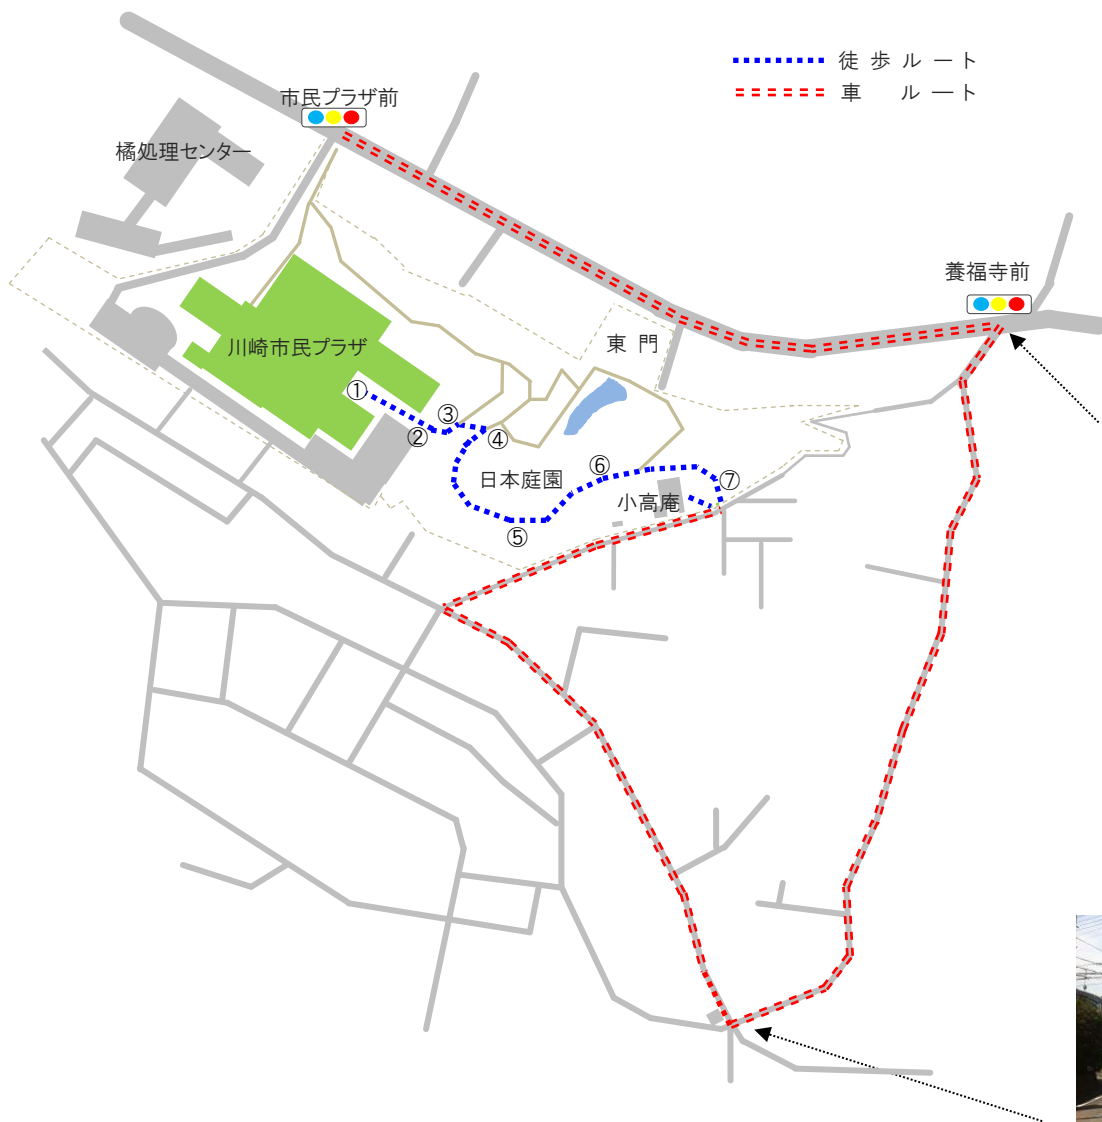 徒歩ルート
車 ルート
市民プラザ前
橘処理センター
養福寺前
東門
川崎市民プラザ
①
②
③
④
日本庭園
⑥
⑦
小高庵
⑤